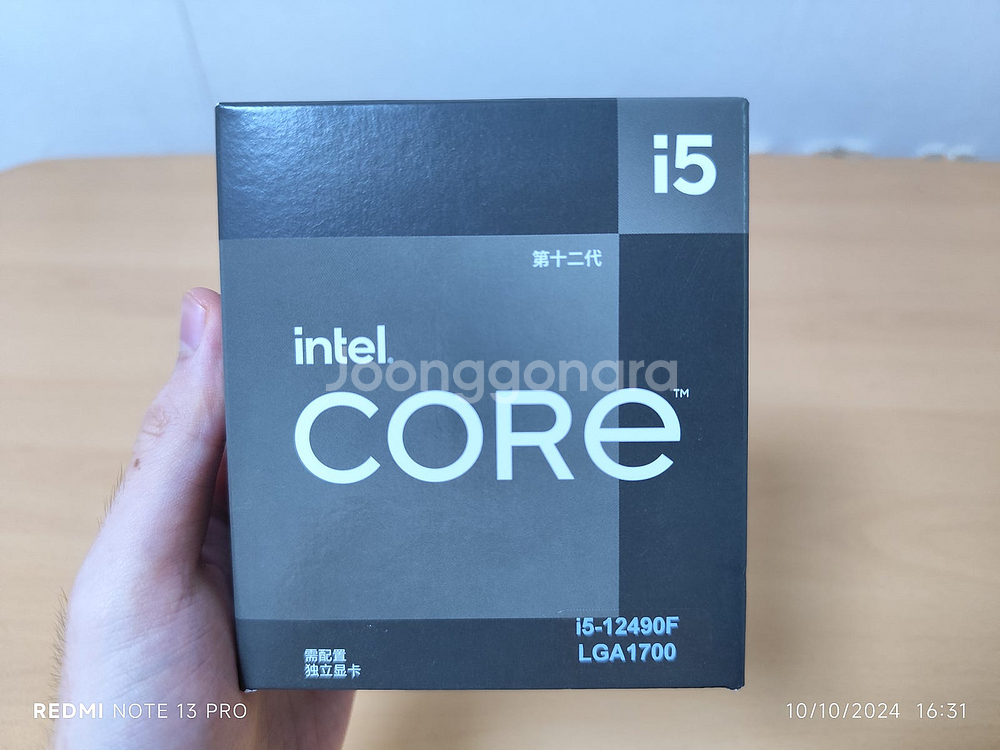 i5
第十二代
intel.
Joonggonara
CORE™
i5-12490F
LGA1700
需配置
独立显卡
REDMI NOTE 13 PRO
10/10/2024 16:31